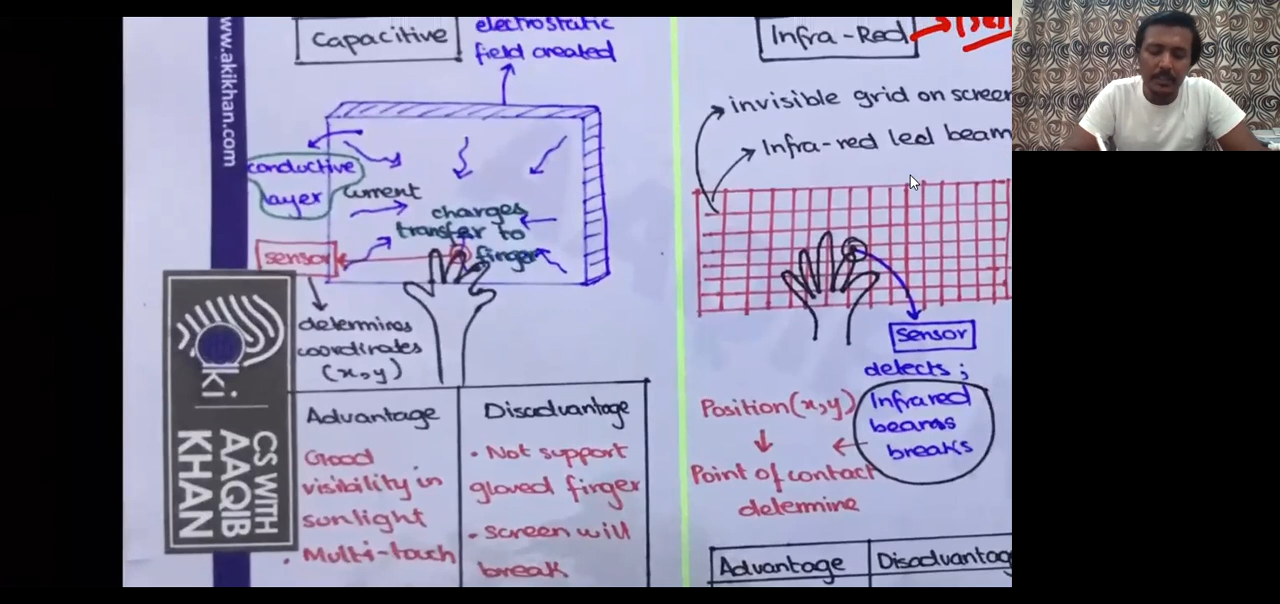 www.akikhan.com
Capacitive
electrostatic
field created
conductive
layer
current
charges
transfer to
finger
sensor
determines
coordinates
(x,y)
Advantage
Disadvantage
Good
visibility in
sunlight
. Multi-touch
· Not support
gloved finger
· Screen will
break
Infra-Red
invisible grid on screen
Infra-red led beam
sensor
detects ;
Infrared
beams
breaks
Position(x,y)
Point of contact
determine
Advantage
Disadvantag
ki
CS WITH
AAQIB
KHAN